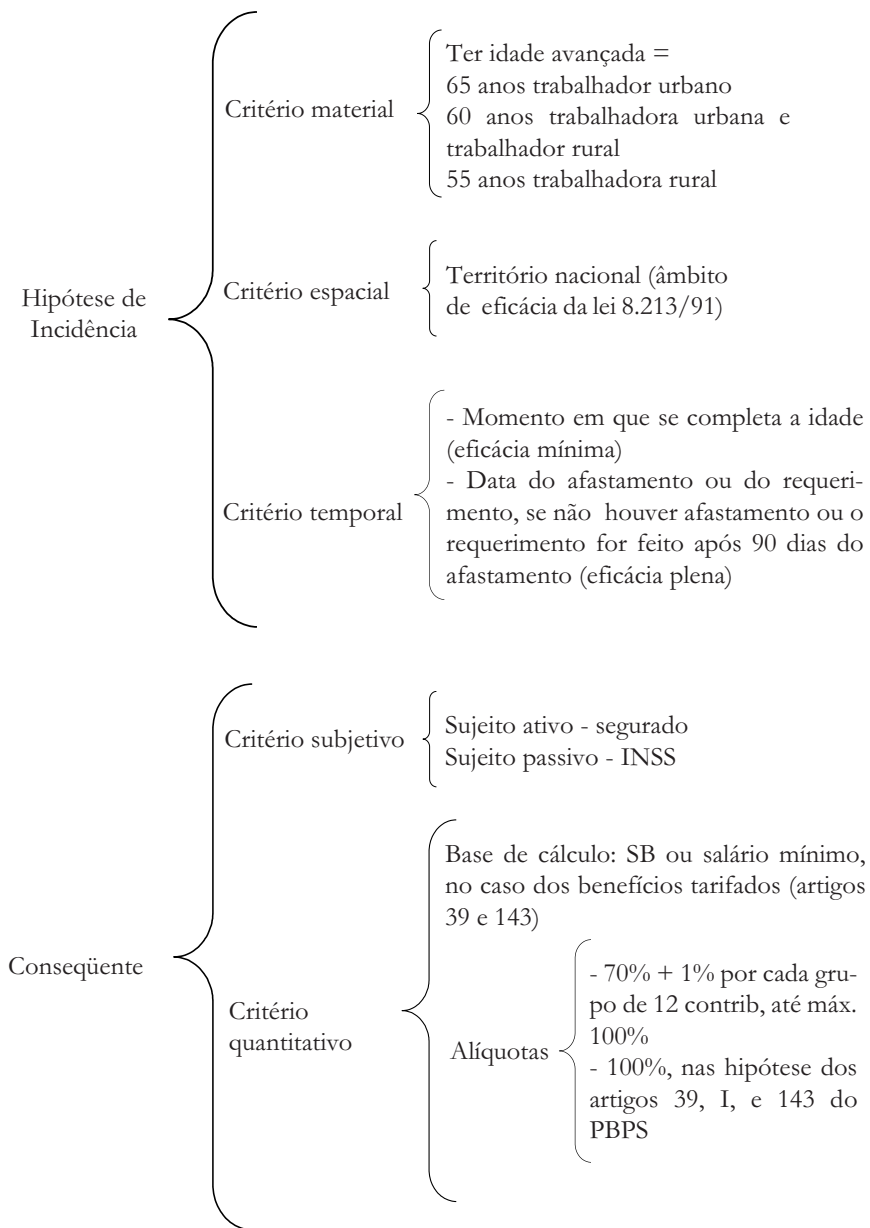 Hipótese de
Incidência
Critério material
Ter idade avançada =
65 anos trabalhador urbano
60 anos trabalhadora urbana e
trabalhador rural
55 anos trabalhadora rural
Critério espacial
Território nacional (âmbito
de eficácia da lei 8.213/91)
Critério temporal
- Momento em que se completa a idade
(eficácia mínima)
- Data do afastamento ou do requeri-
mento, se não houver afastamento ou o
requerimento for feito após 90 dias do
afastamento (eficácia plena)
Conseqüente
Critério subjetivo
Sujeito ativo - segurado
Sujeito passivo - INSS
Critério
quantitativo
Base de cálculo: SB ou salário mínimo,
no caso dos benefícios tarifados (artigos
39 e 143)
Alíquotas
- 70% + 1% por cada gru-
po de 12 contrib, até máx.
100%
- 100%, nas hipótese dos
artigos 39, I, e 143 do
PBPS